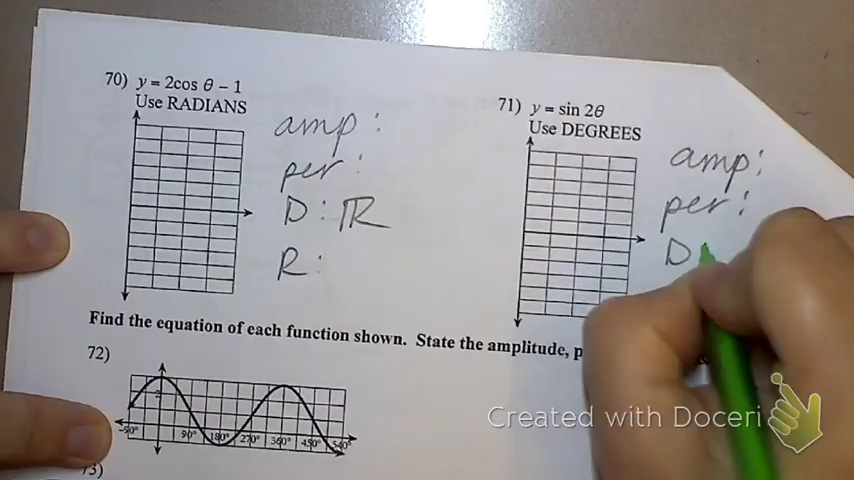 70) y = 2cos θ − 1
Use RADIANS
amp :
per :
D : ℝ
R :
71) y = sin 2θ
Use DEGREES
amp :
per :
D
Find the equation of each function shown. State the amplitude, p
72)
2
-90° 90° 180° 270° 360° 450° 540°
73)
Created with Doceri